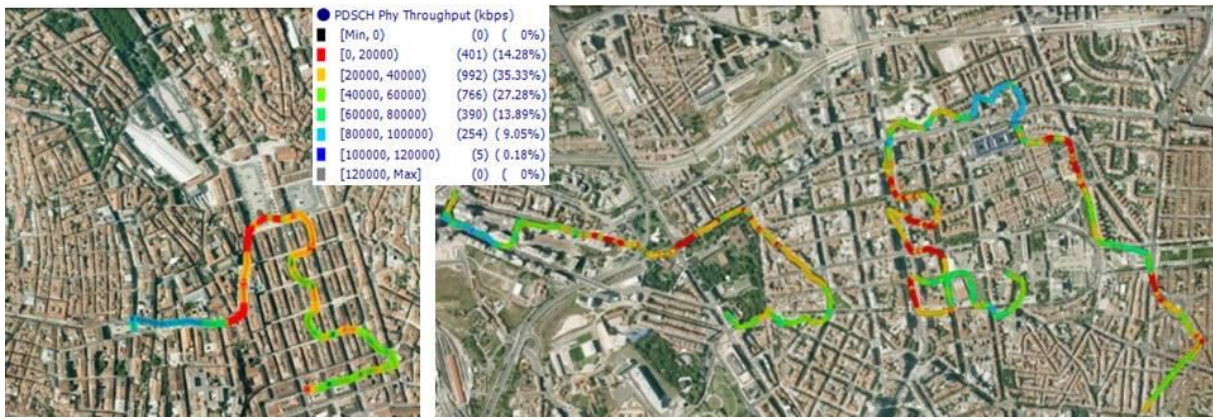 PDSCH Phy Throughput (kbps)
[Min, 0) (0) ( 0%)
[0, 20000) (401) (14.28%)
[20000, 40000) (992) (35.33%)
[40000, 60000) (766) (27.28%)
[60000, 80000) (390) (13.89%)
[80000, 100000) (254) ( 9.05%)
[100000, 120000) (5) ( 0.18%)
[120000, Max] (0) ( 0%)